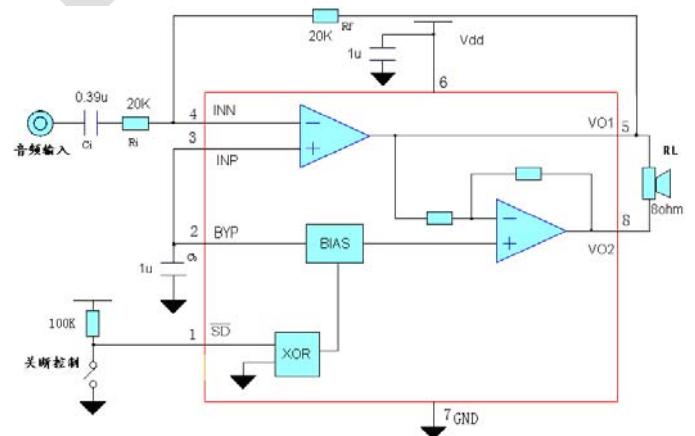 20K
Rf
Vdd
1u
6
0.39u
20K
Ci
Ri
音频输入
4
INN
3
INP
VO1
5
RL
8ohm
8
VO2
2
BYP
BIAS
1u
100K
1
SD
XOR
关断控制
7
GND